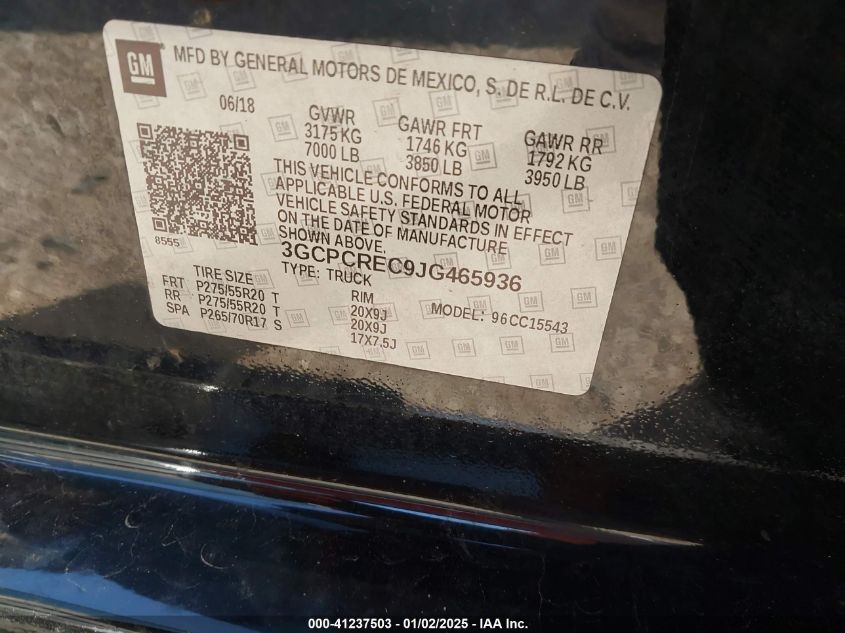 GM
MFD BY GENERAL MOTORS DE MEXICO, S. DE R.L. DE C.V.
06/18
GVWR GAWR FRT GAWR RR
3175 KG 1746 KG 1792 KG
7000 LB 3850 LB 3950 LB
THIS VEHICLE CONFORMS TO ALL
APPLICABLE U.S. FEDERAL MOTOR
VEHICLE SAFETY STANDARDS IN EFFECT
ON THE DATE OF MANUFACTURE
SHOWN ABOVE.
8555
3GCPCREC9JG465936
TYPE: TRUCK
TIRE SIZE RIM MODEL: 96CC15543
FRT P275/55R20 T 20X9J
RR P275/55R20 T 20X9J
SPA P265/70R17 S 17X7.5J
000-41237503 - 01/02/2025 - IAA Inc.